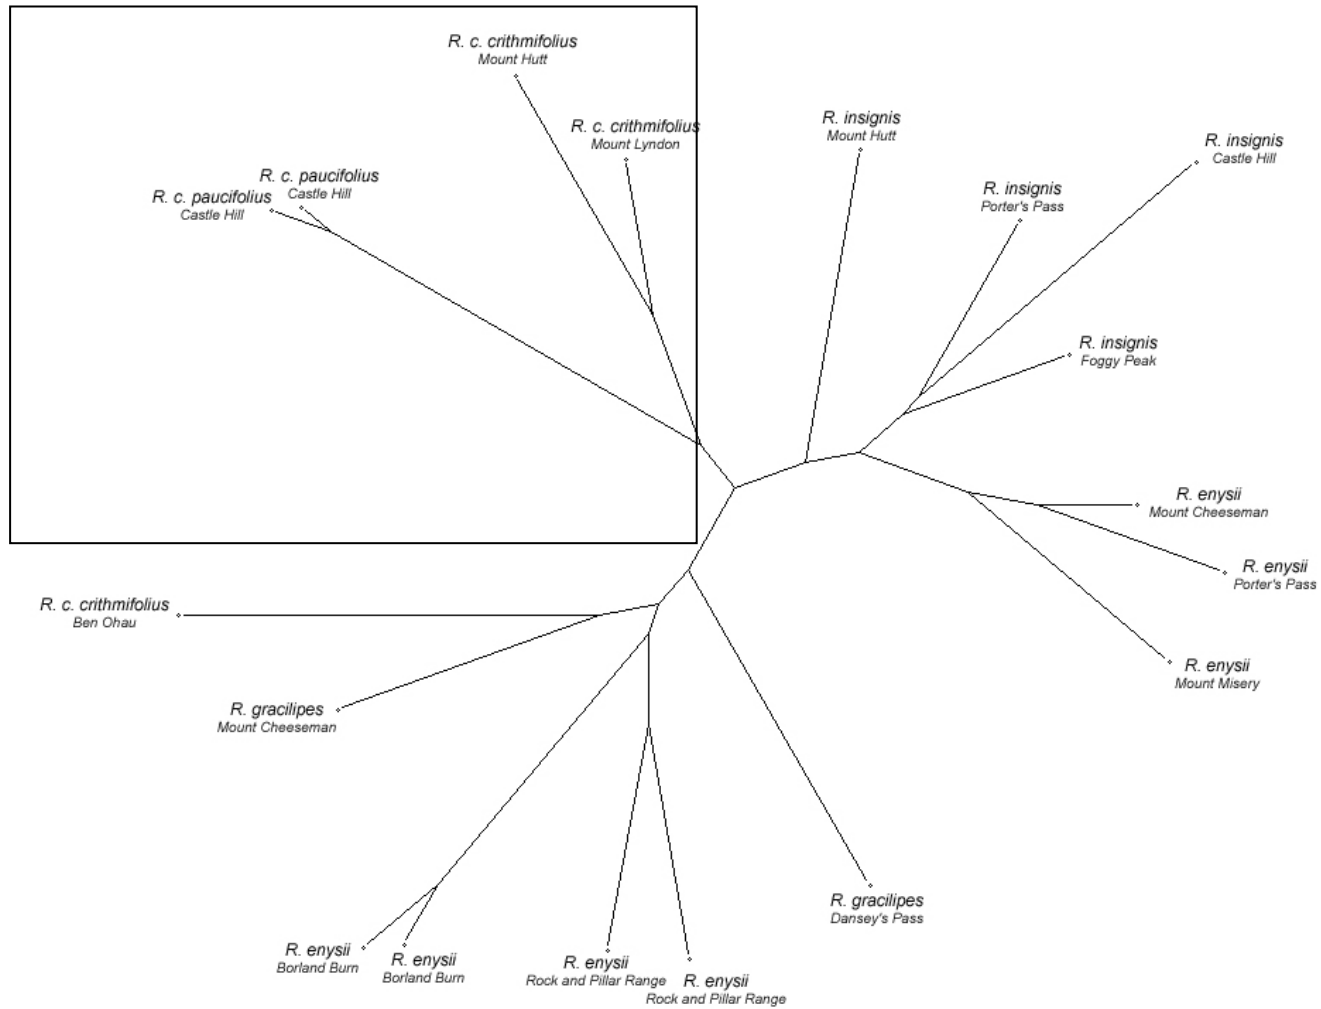 R. c. crithmifolius
Mount Hutt
R. c. crithmifolius
Mount Lyndon
R. c. paucifolius
Castle Hill
R. c. paucifolius
Castle Hill
R. insignis
Mount Hutt
R. insignis
Castle Hill
R. insignis
Porter's Pass
R. insignis
Foggy Peak
R. enysii
Mount Cheeseman
R. enysii
Porter's Pass
R. enysii
Mount Misery
R. c. crithmifolius
Ben Ohau
R. gracilipes
Mount Cheeseman
R. gracilipes
Dansey's Pass
R. enysii
Borland Burn
R. enysii
Borland Burn
R. enysii
Rock and Pillar Range
R. enysii
Rock and Pillar Range